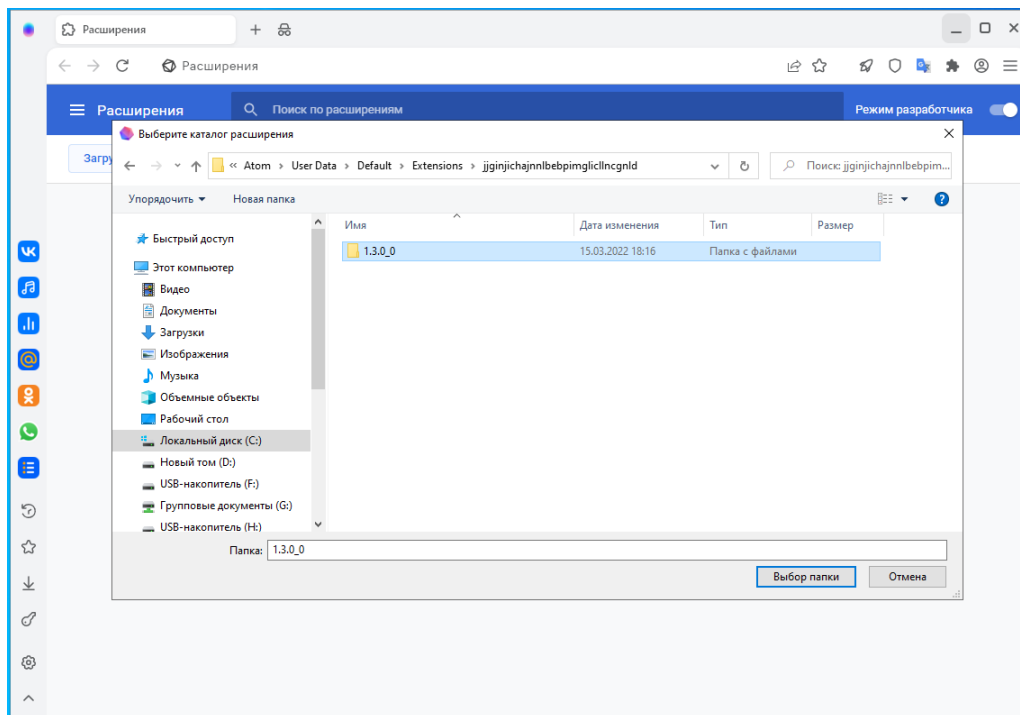 Расширения
Расширения
Расширения
Поиск по расширениям
Режим разработчика
Загру
Выберите каталог расширения
« Atom › User Data › Default › Extensions › jjginjichajnnlbebpimgliclIncgnld
Поиск: jjginjichajnnlbebpim...
Упорядочить
Новая папка
Имя
Дата изменения
Тип
Размер
Быстрый доступ
1.3.0_0
15.03.2022 18:16
Папка с файлами
Этот компьютер
Видео
Документы
Загрузки
Изображения
Музыка
Объемные объекты
Рабочий стол
Локальный диск (C:)
Новый том (D:)
USB-накопитель (F:)
Групповые документы (G:)
USB-накопитель (H:)
Папка:
1.3.0_0
Выбор папки
Отмена